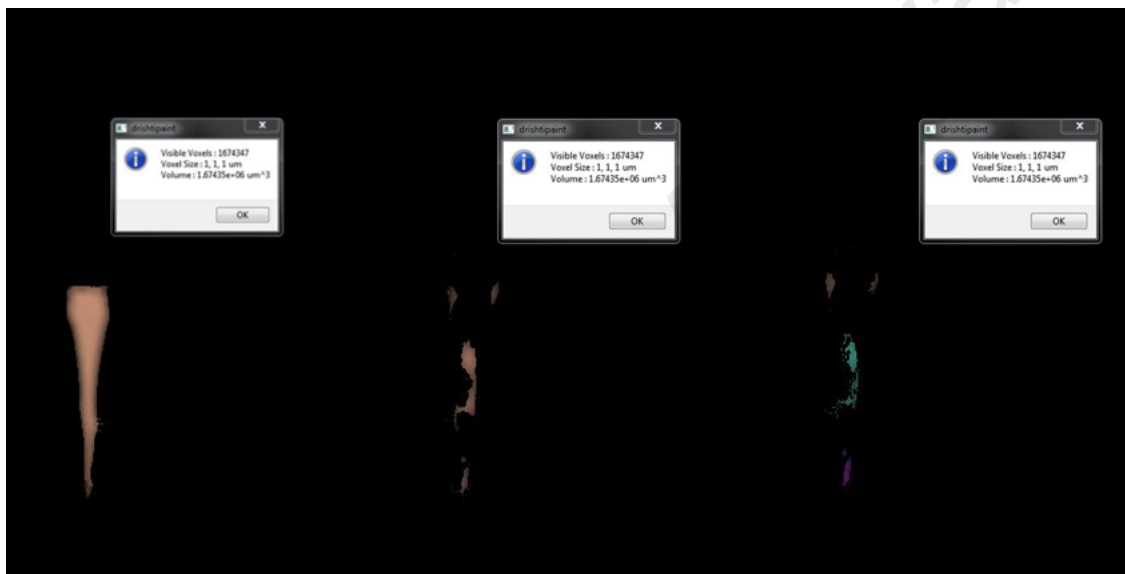 drishtipaint
Visible Voxels : 1674347
Voxel Size : 1, 1, 1 um
Volume : 1.67435e+06 um^3
OK
drishtipaint
Visible Voxels : 1674347
Voxel Size : 1, 1, 1 um
Volume : 1.67435e+06 um^3
OK
drishtipaint
Visible Voxels : 1674347
Voxel Size : 1, 1, 1 um
Volume : 1.67435e+06 um^3
OK